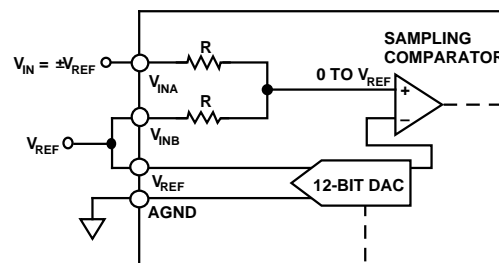 SAMPLING
COMPARATOR
V_IN = ±V_REF
R
V_INA
0 TO V_REF
+
R
–
V_REF
V_INB
V_REF
12-BIT DAC
AGND